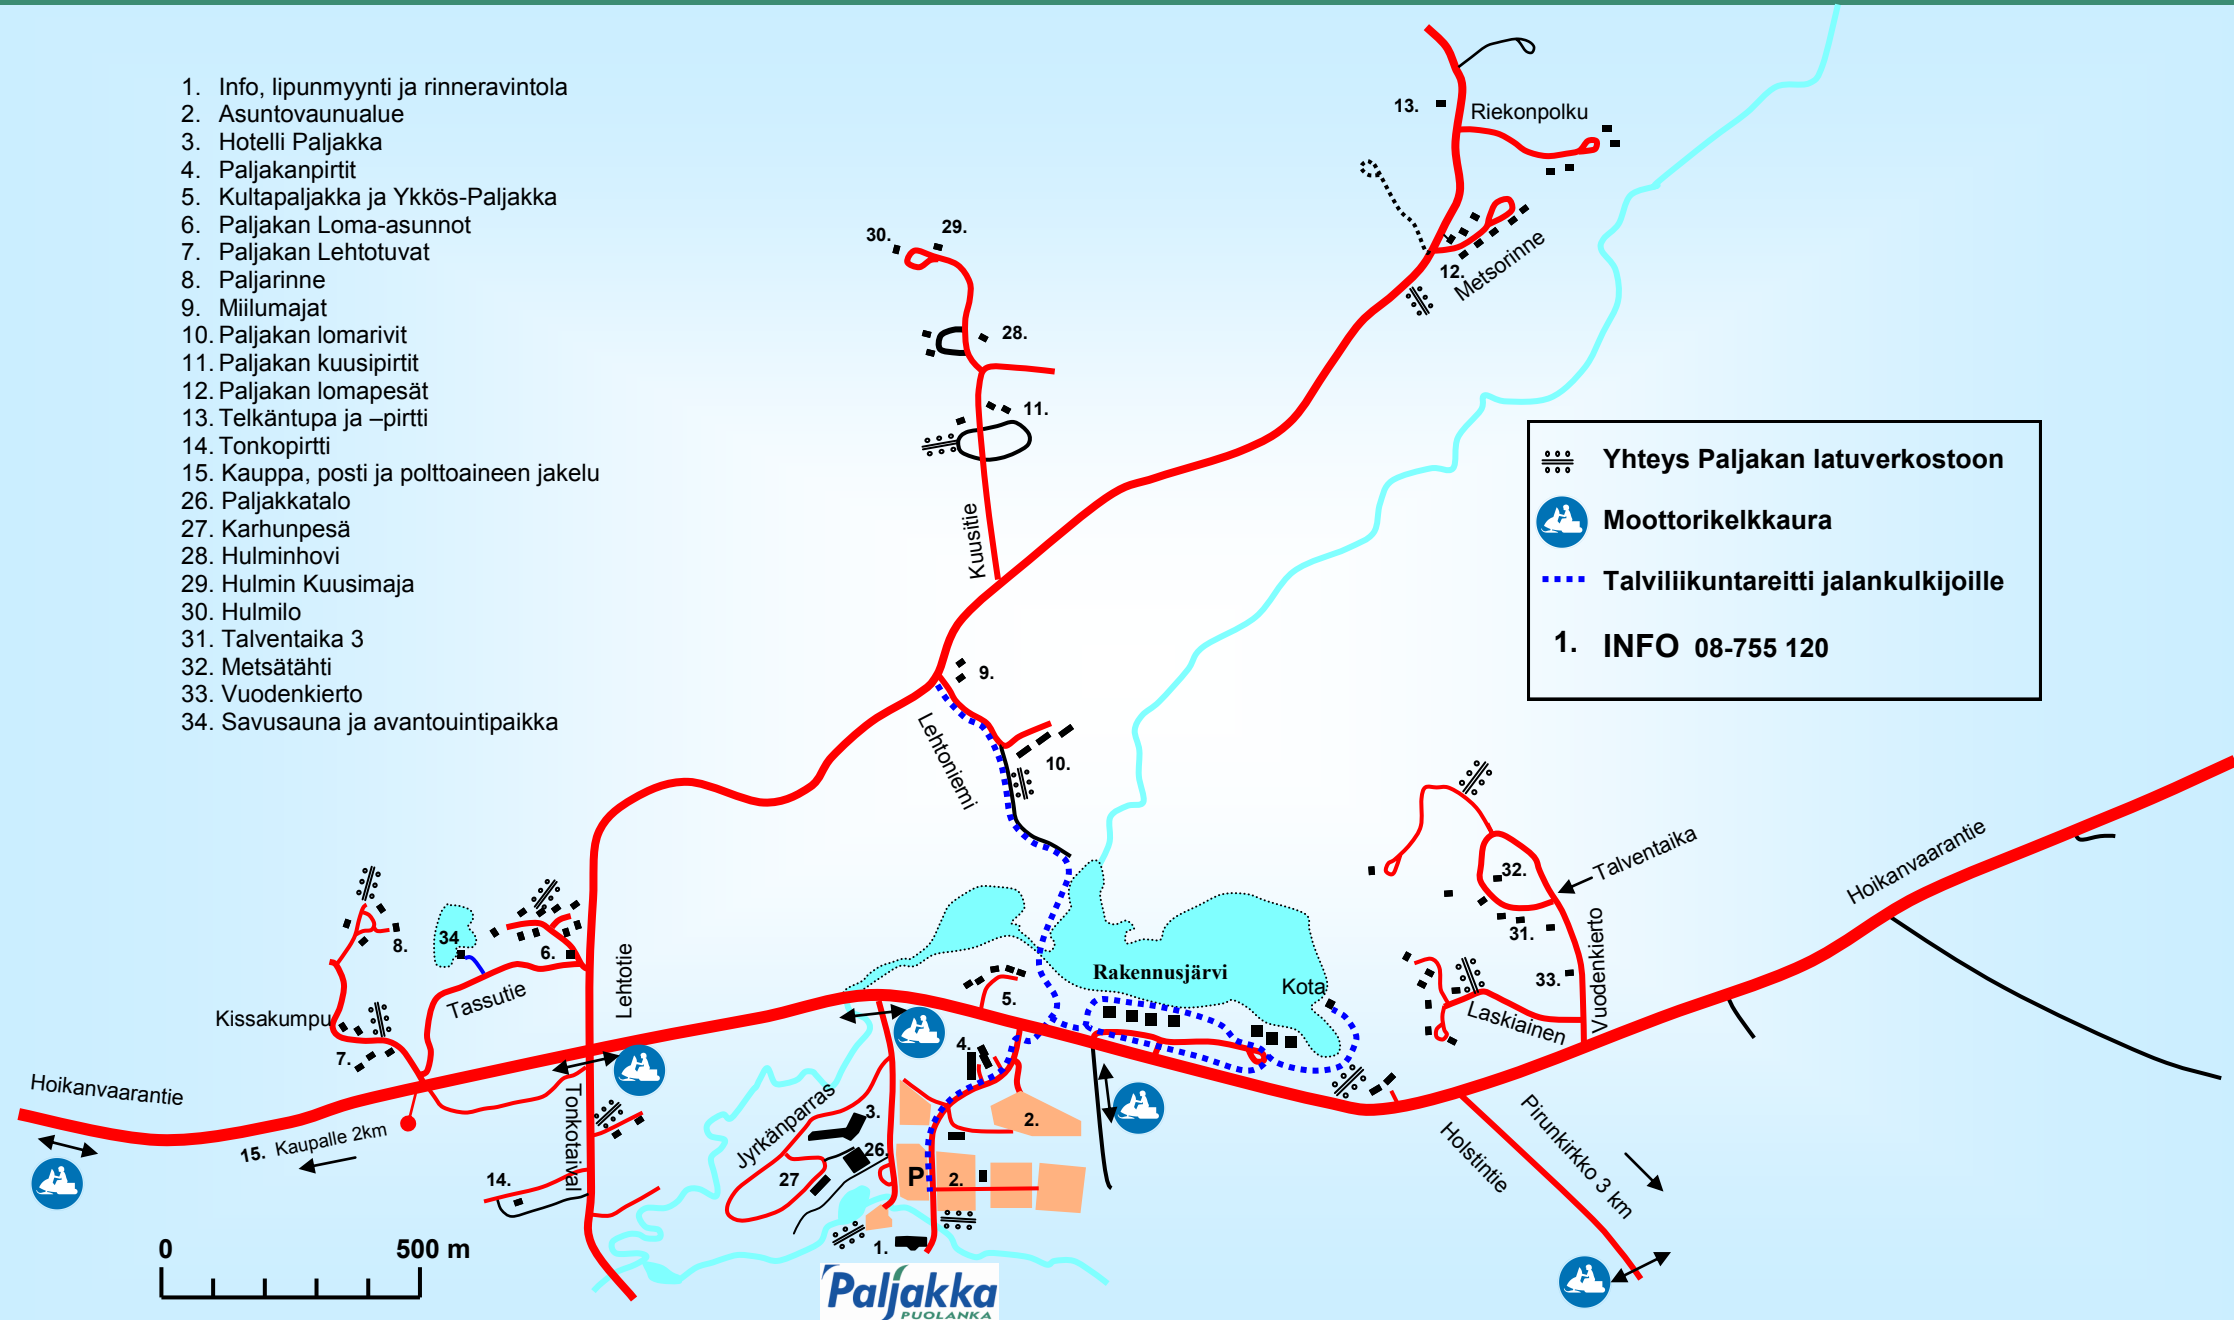 1. Info, lipunmyynti ja rinneravintola
2. Asuntovaunualue
3. Hotelli Paljakka
4. Paljakanpirtit
5. Kultapaljakka ja Ykkös-Paljakka
6. Paljakan Loma-asunnot
7. Paljakan Lehtotuvat
8. Paljarinne
9. Miilumajat
10. Paljakan lomarivit
11. Paljakan kuusipirtit
12. Paljakan lomapesät
13. Telkäntupa ja –pirtti
14. Tonkopirtti
15. Kauppa, posti ja polttoaineen jakelu
26. Paljakkatalo
27. Karhunpesä
28. Hulminhovi
29. Hulmin Kuusimaja
30. Hulmilo
31. Talventaika 3
32. Metsätähti
33. Vuodenkierto
34. Savusauna ja avantouintipaikka
13.
Riekonpolku
12.
Metsorinne
30.
29.
28.
11.
Kuusitie
Yhteys Paljakan latuverkostoon
Moottorikelkkaura
Talviliikuntareitti jalankulkijoille
1. INFO 08-755 120
9.
Lehtoniemi
10.
32.
Talventaika
31.
33.
Vuodenkierto
Laskiainen
Hoikanvaarantie
8.
34
6.
Tassutie
Lehtotie
Kissakumpu
7.
Rakennusjärvi
Kota
5.
4.
Hoikanvaarantie
15. Kaupalle 2km
Tonkotaival
14.
Jyrkänparras
3.
26.
27
P
2.
2.
1.
Holstintie
Pirunkirkko 3 km
0
500 m
Paljakka
PUOLANKA